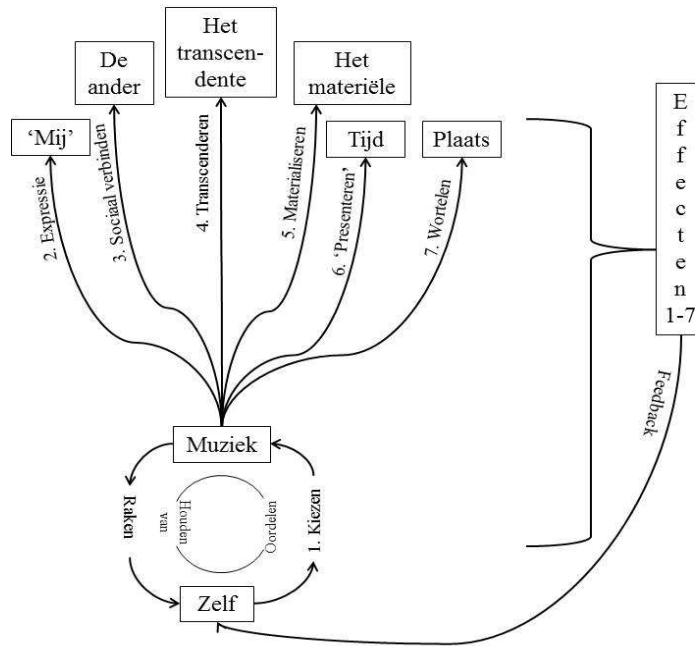 Het
transcen-
dente
De
ander
Het
materiële
‘Mij’
Tijd
Plaats
2. Expressie
3. Sociaal verbinden
4. Transcenderen
5. Materialiseren
6. ‘Presenteren’
7. Wortelen
E
f
f
e
c
t
e
n
1-7
Feedback
Muziek
Raken
Houden
van
Oordelen
1. Kiezen
Zelf